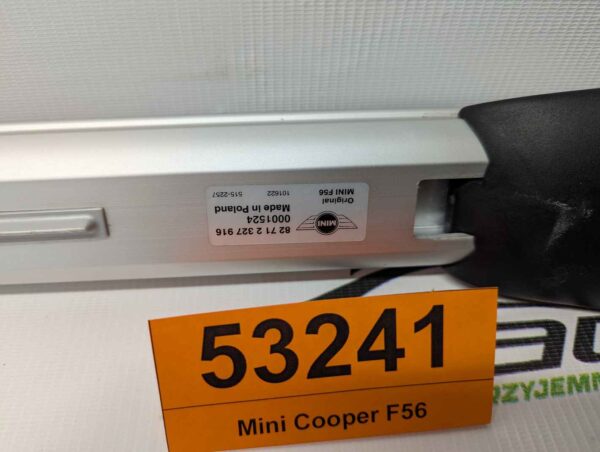 Original
MINI F56
101622 515-2257
MINI
82 71 2 327 916
0001524
Made in Poland
53241
Mini Cooper F56
RZYJEMN